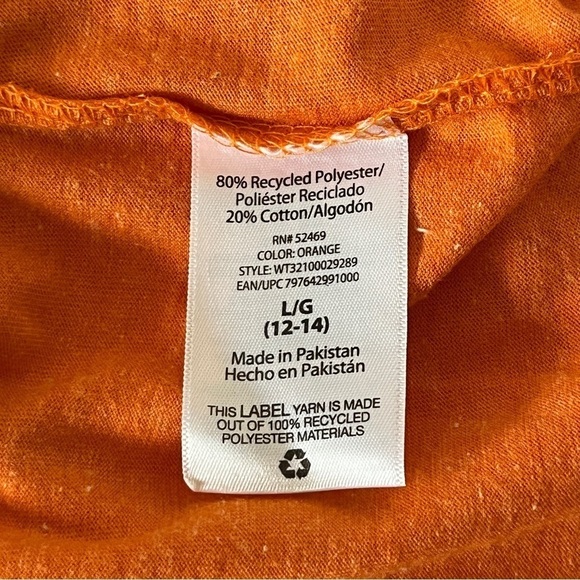 80% Recycled Polyester/
Poliéster Reciclado
20% Cotton/Algodón
RN# 52469
COLOR: ORANGE
STYLE: WT32100029289
EAN/UPC 797642991000
L/G
(12-14)
Made in Pakistan
Hecho en Pakistán
THIS LABEL YARN IS MADE
OUT OF 100% RECYCLED
POLYESTER MATERIALS